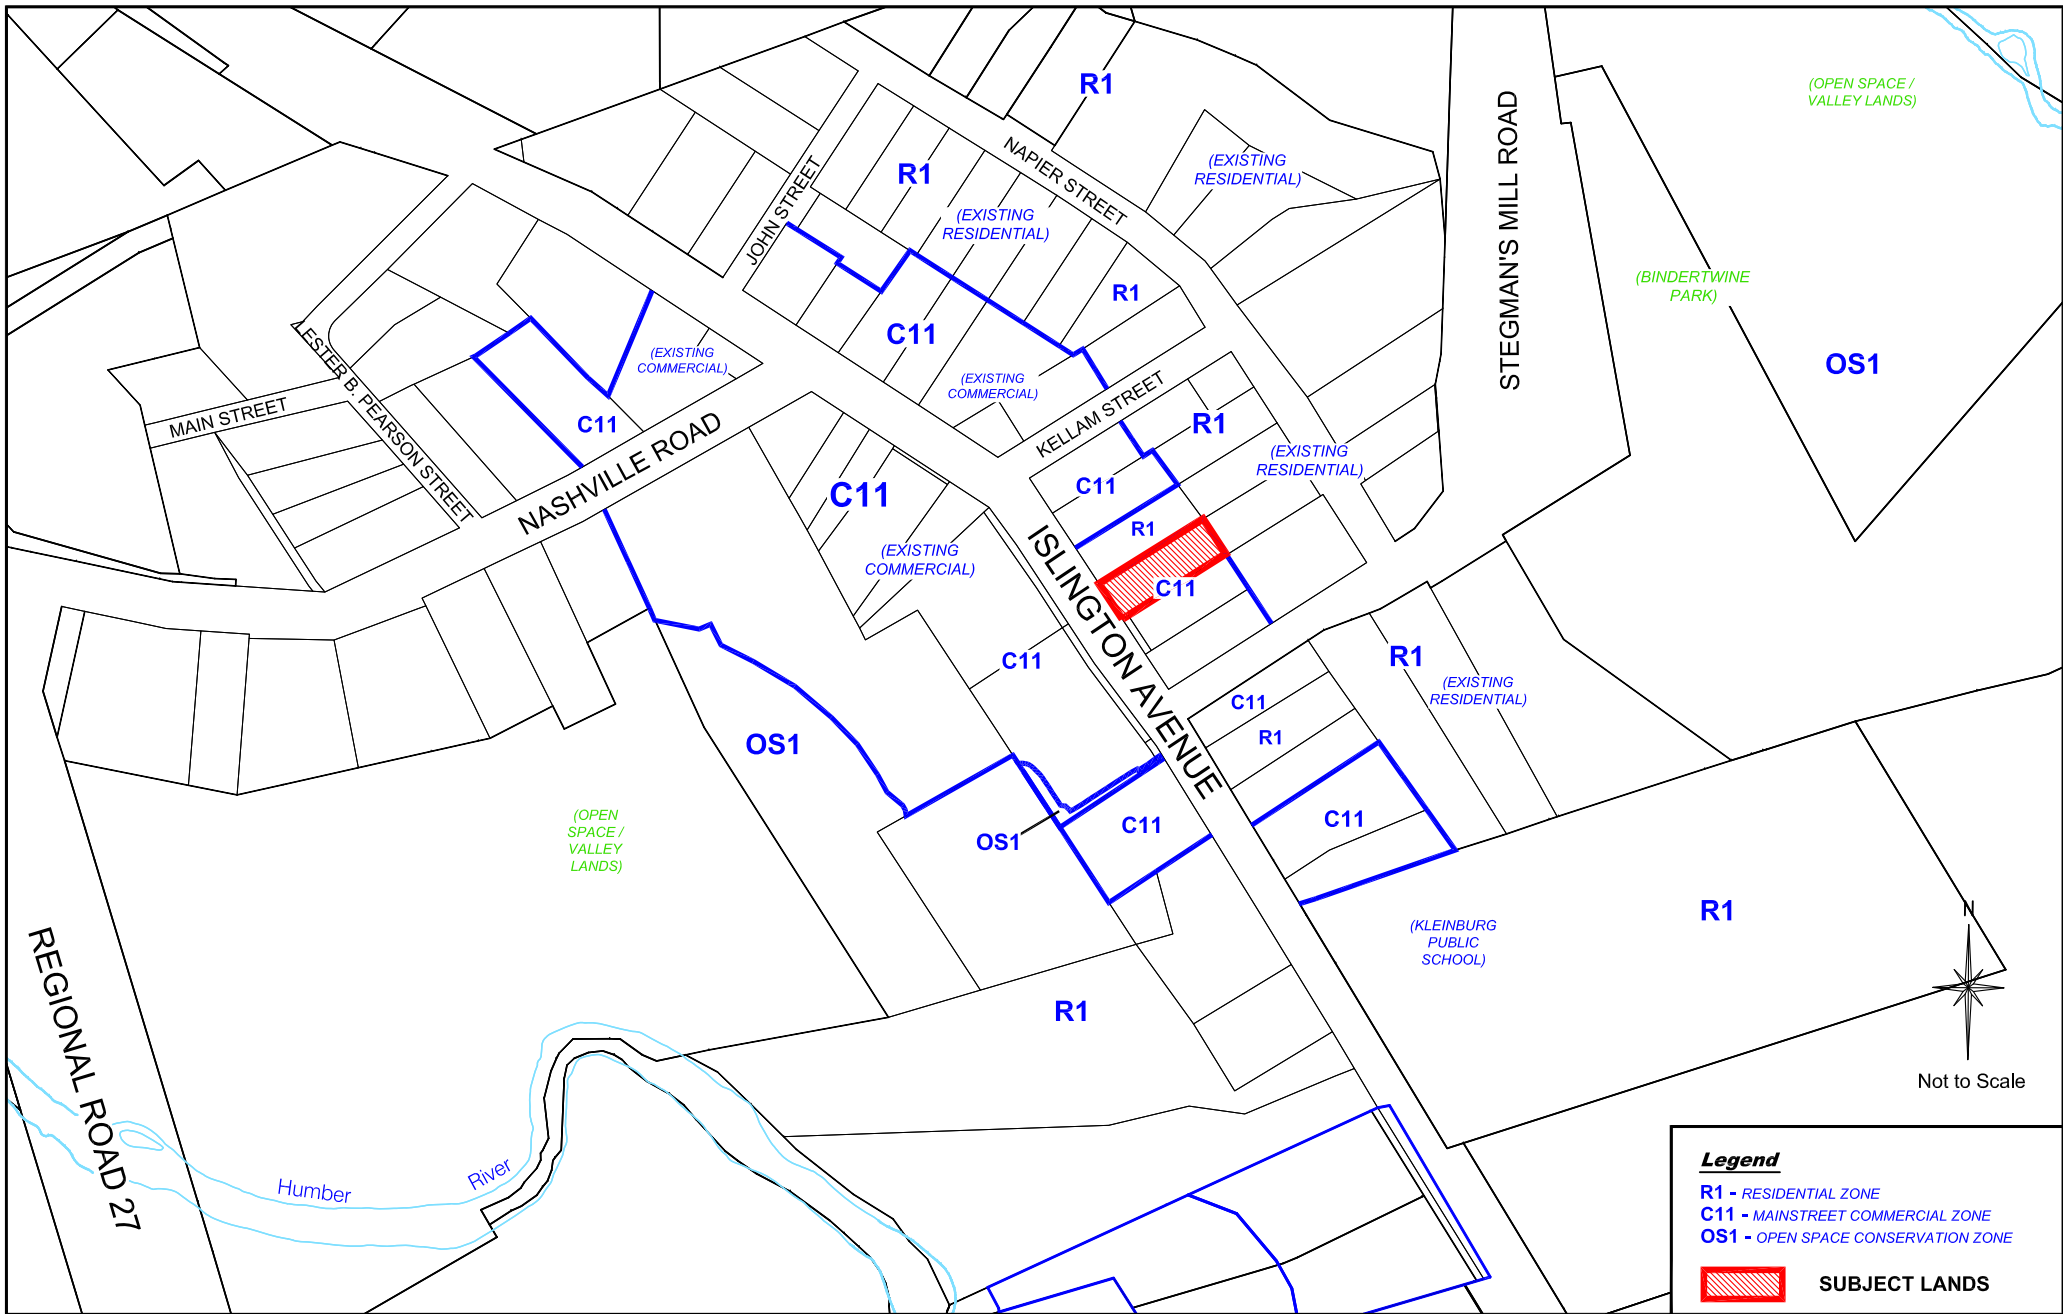 R1
(OPEN SPACE /
VALLEY LANDS)
STEGMAN'S MILL ROAD
NAPIER STREET
(EXISTING
RESIDENTIAL)
R1
JOHN STREET
(EXISTING
RESIDENTIAL)
(BINDERTWINE
PARK)
R1
C11
OS1
(EXISTING
COMMERCIAL)
LESTER B. PEARSON STREET
(EXISTING
COMMERCIAL)
KELLAM STREET
MAIN STREET
C11
R1
NASHVILLE ROAD
(EXISTING
RESIDENTIAL)
C11
C11
R1
ISLINGTON AVENUE
(EXISTING
COMMERCIAL)
C11
C11
R1
(EXISTING
RESIDENTIAL)
C11
R1
OS1
(OPEN
SPACE /
VALLEY
LANDS)
OS1
C11
C11
R1
(KLEINBURG
PUBLIC
SCHOOL)
N
REGIONAL ROAD 27
R1
Not to Scale
Humber
River
Legend
R1 - RESIDENTIAL ZONE
C11 - MAINSTREET COMMERCIAL ZONE
OS1 - OPEN SPACE CONSERVATION ZONE
SUBJECT LANDS